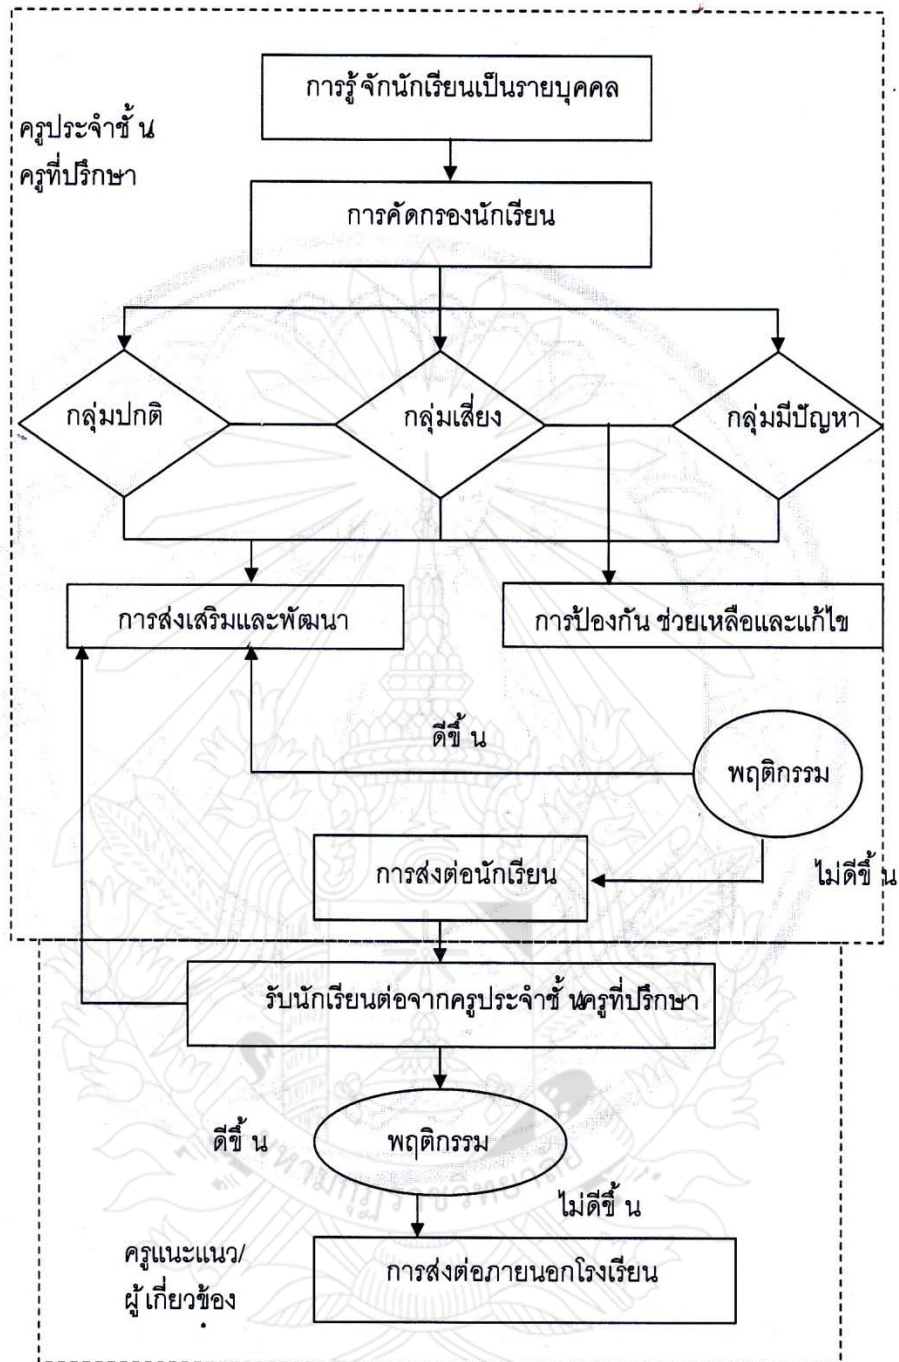 การรู้จักนักเรียนเป็นรายบุคคล
ครูประจำชั้น
ครูที่ปรึกษา
การคัดกรองนักเรียน
กลุ่มปกติ
กลุ่มเสี่ยง
กลุ่มมีปัญหา
การส่งเสริมและพัฒนา
การป้องกัน ช่วยเหลือและแก้ไข
ดีขึ้น
พฤติกรรม
การส่งต่อนักเรียน
ไม่ดีขึ้น
รับนักเรียนต่อจากครูประจำชั้น/ครูที่ปรึกษา
ดีขึ้น
พฤติกรรม
ไม่ดีขึ้น
ครูแนะแนว/
ผู้เกี่ยวข้อง
การส่งต่อภายนอกโรงเรียน